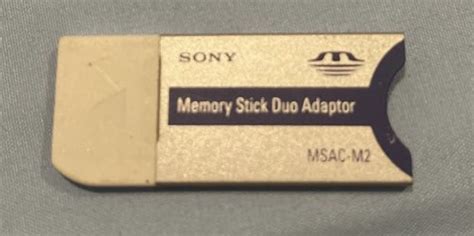 SONY
Memory Stick Duo Adaptor
MSAC-M2